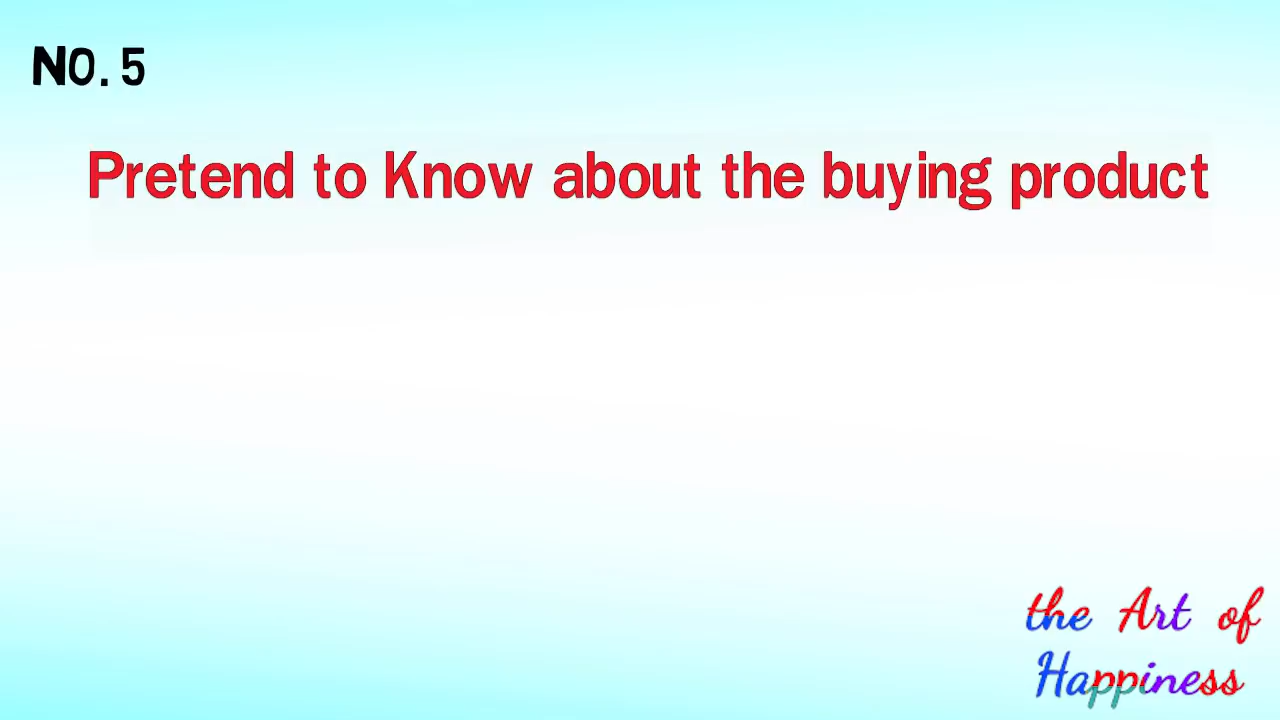 NO. 5
Pretend to Know about the buying product
the Art of
Happiness